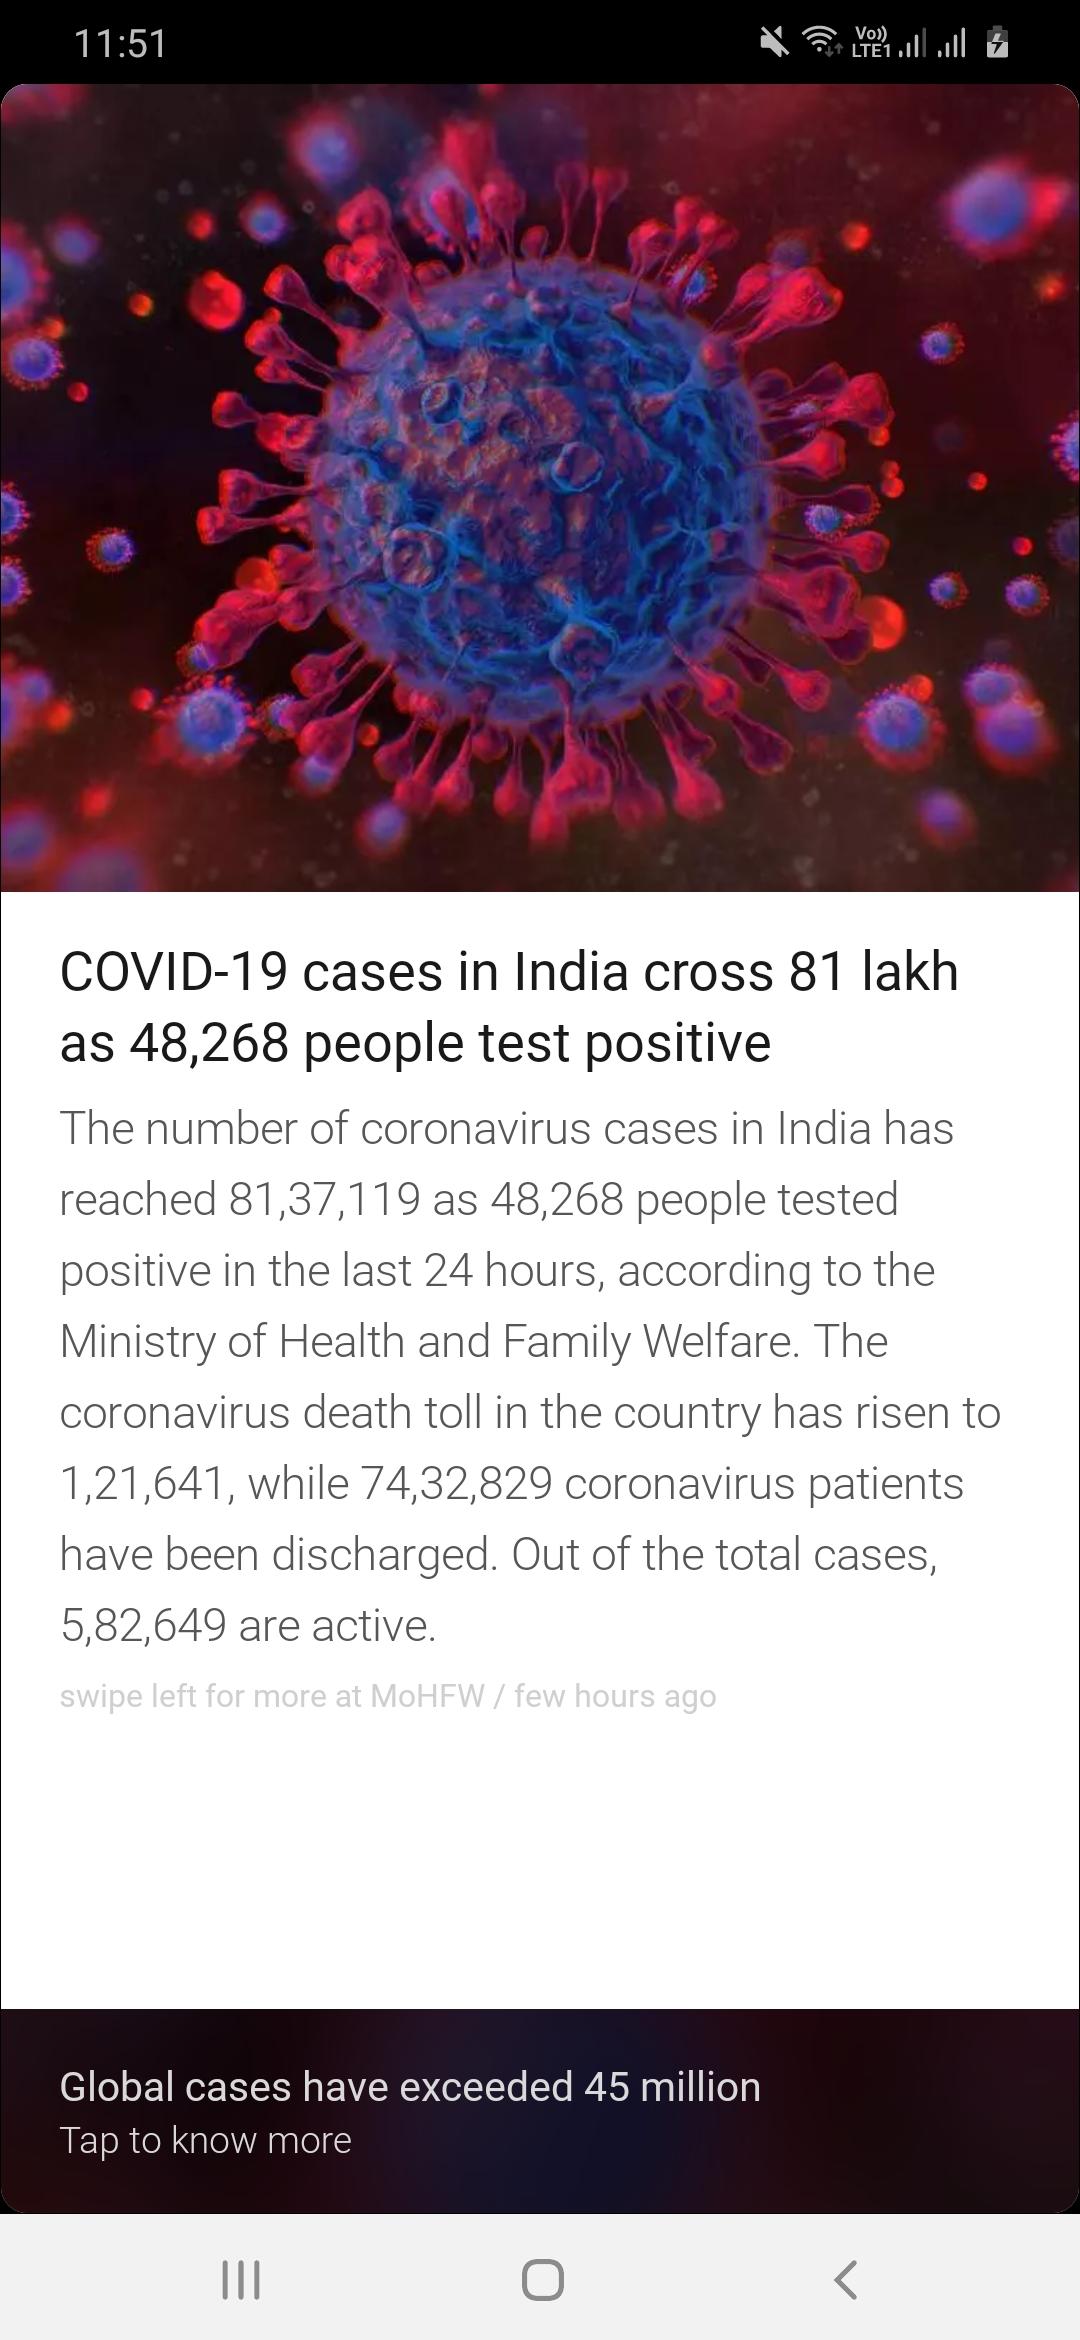 11:51
Vo))
LTE1
COVID-19 cases in India cross 81 lakh
as 48,268 people test positive
The number of coronavirus cases in India has
reached 81,37,119 as 48,268 people tested
positive in the last 24 hours, according to the
Ministry of Health and Family Welfare. The
coronavirus death toll in the country has risen to
1,21,641, while 74,32,829 coronavirus patients
have been discharged. Out of the total cases,
5,82,649 are active.
swipe left for more at MoHFW / few hours ago
Global cases have exceeded 45 million
Tap to know more